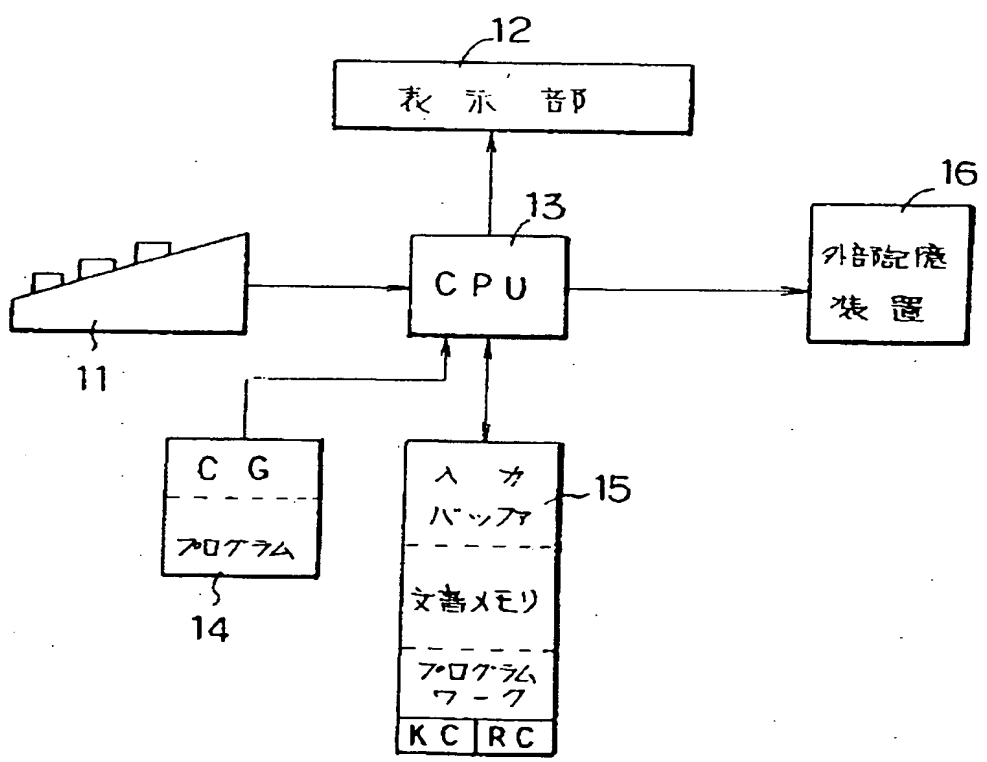 12
表示部
13
CPU
16
外部記憶
装置
11
CG
プログラム
14
入力
バッファ
15
文書メモリ
プログラム
ワーク
KC RC